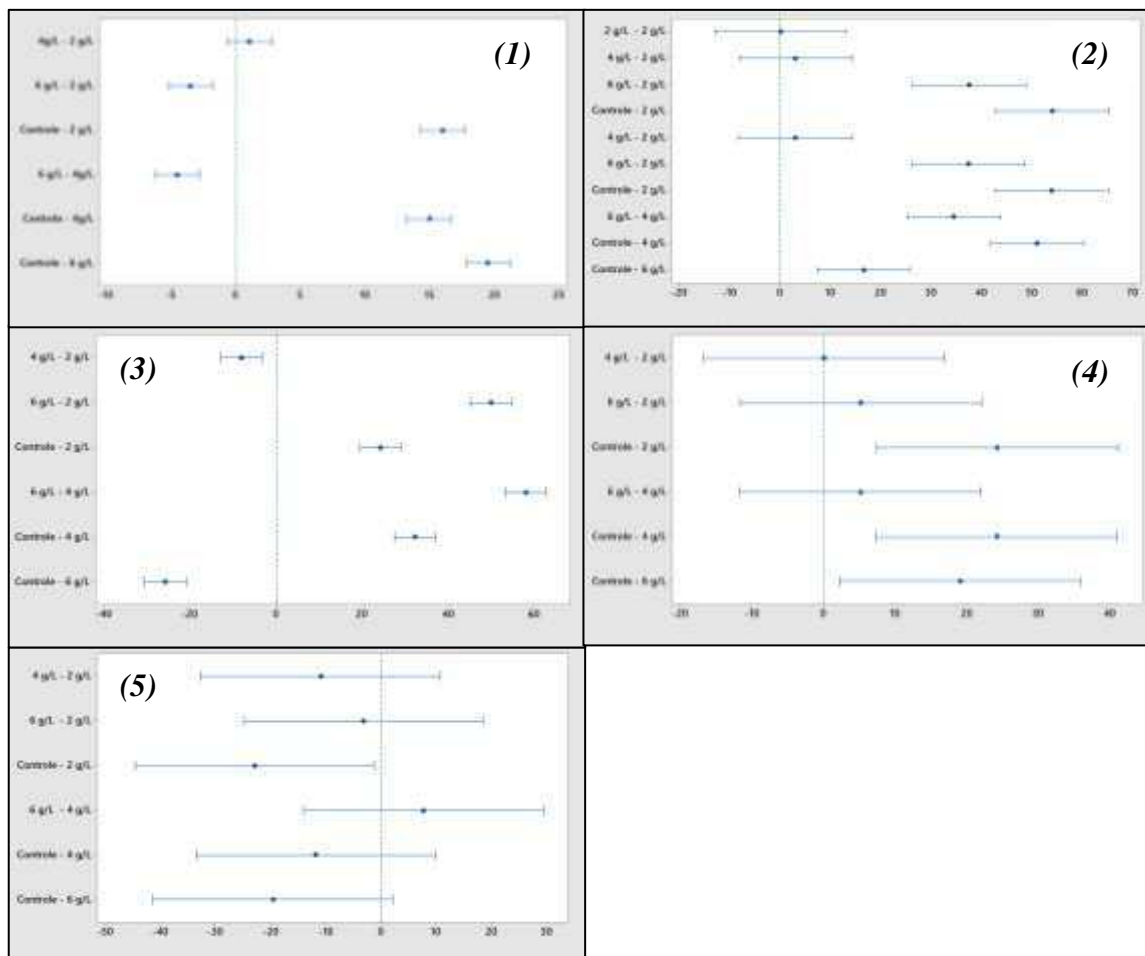 (1)
4g/L - 2 g/L
6 g/L - 2 g/L
Controle - 2 g/L
6 g/L - 4g/L
Controle - 4g/L
Controle - 6 g/L
-10 -5 0 5 10 15 20 25
(2)
2 g/L - 2 g/L
4 g/L - 2 g/L
6 g/L - 2 g/L
Controle - 2 g/L
4 g/L - 2 g/L
6 g/L - 2 g/L
Controle - 2 g/L
6 g/L - 4 g/L
Controle - 4 g/L
Controle - 6 g/L
-20 -10 0 10 20 30 40 50 60 70
(3)
4 g/L - 2 g/L
6 g/L - 2 g/L
Controle - 2 g/L
6 g/L - 4 g/L
Controle - 4 g/L
Controle - 6 g/L
-40 -20 0 20 40 60
(4)
4 g/L - 2 g/L
6 g/L - 2 g/L
Controle - 2 g/L
6 g/L - 4 g/L
Controle - 4 g/L
Controle - 6 g/L
-20 -10 0 10 20 30 40
(5)
4 g/L - 2 g/L
6 g/L - 2 g/L
Controle - 2 g/L
6 g/L - 4 g/L
Controle - 4 g/L
Controle - 6 g/L
-50 -40 -30 -20 -10 0 10 20 30